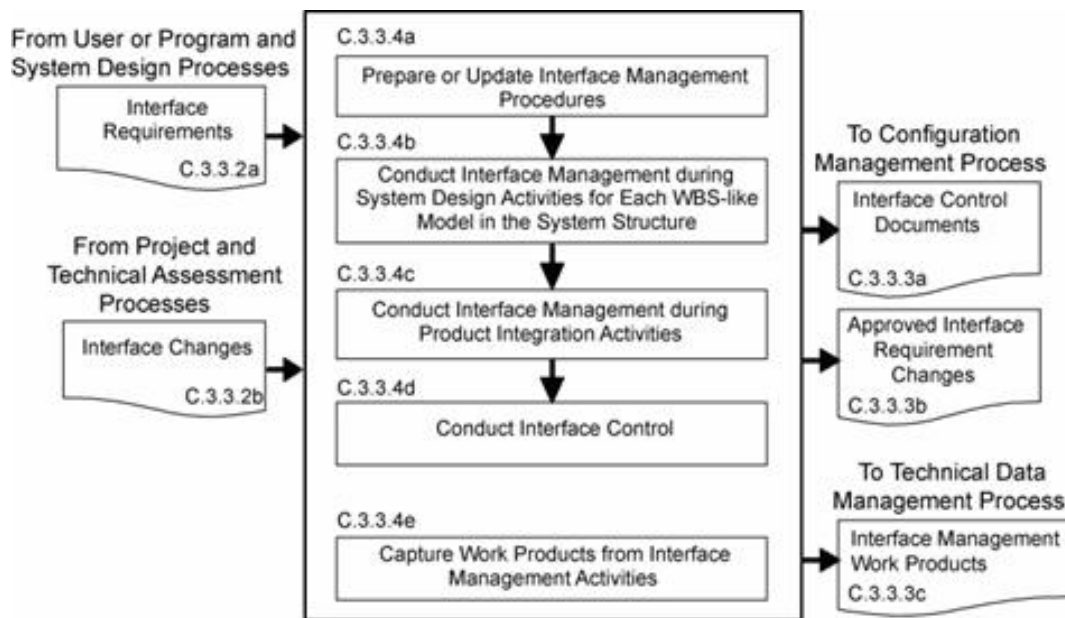 From User or Program and
System Design Processes
Interface
Requirements
C.3.3.2a
From Project and
Technical Assessment
Processes
Interface Changes
C.3.3.2b
C.3.3.4a
Prepare or Update Interface Management
Procedures
C.3.3.4b
Conduct Interface Management during
System Design Activities for Each WBS-like
Model in the System Structure
C.3.3.4c
Conduct Interface Management during
Product Integration Activities
C.3.3.4d
Conduct Interface Control
C.3.3.4e
Capture Work Products from Interface
Management Activities
To Configuration
Management Process
Interface Control
Documents
C.3.3.3a
Approved Interface
Requirement
Changes
C.3.3.3b
To Technical Data
Management Process
Interface Management
Work Products
C.3.3.3c